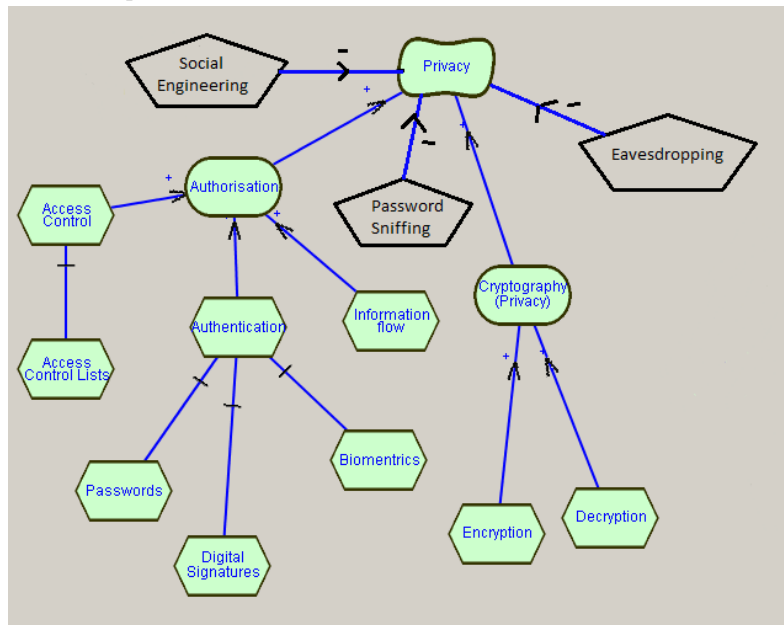 Social
Engineering
-
Privacy
-
-
+
+
Eavesdropping
Password
Sniffing
Authorisation
+
+
+
Access
Control
Cryptography
(Privacy)
Information
flow
Authentication
+
+
Access
Control Lists
Biomentrics
Passwords
Encryption
Decryption
Digital
Signatures